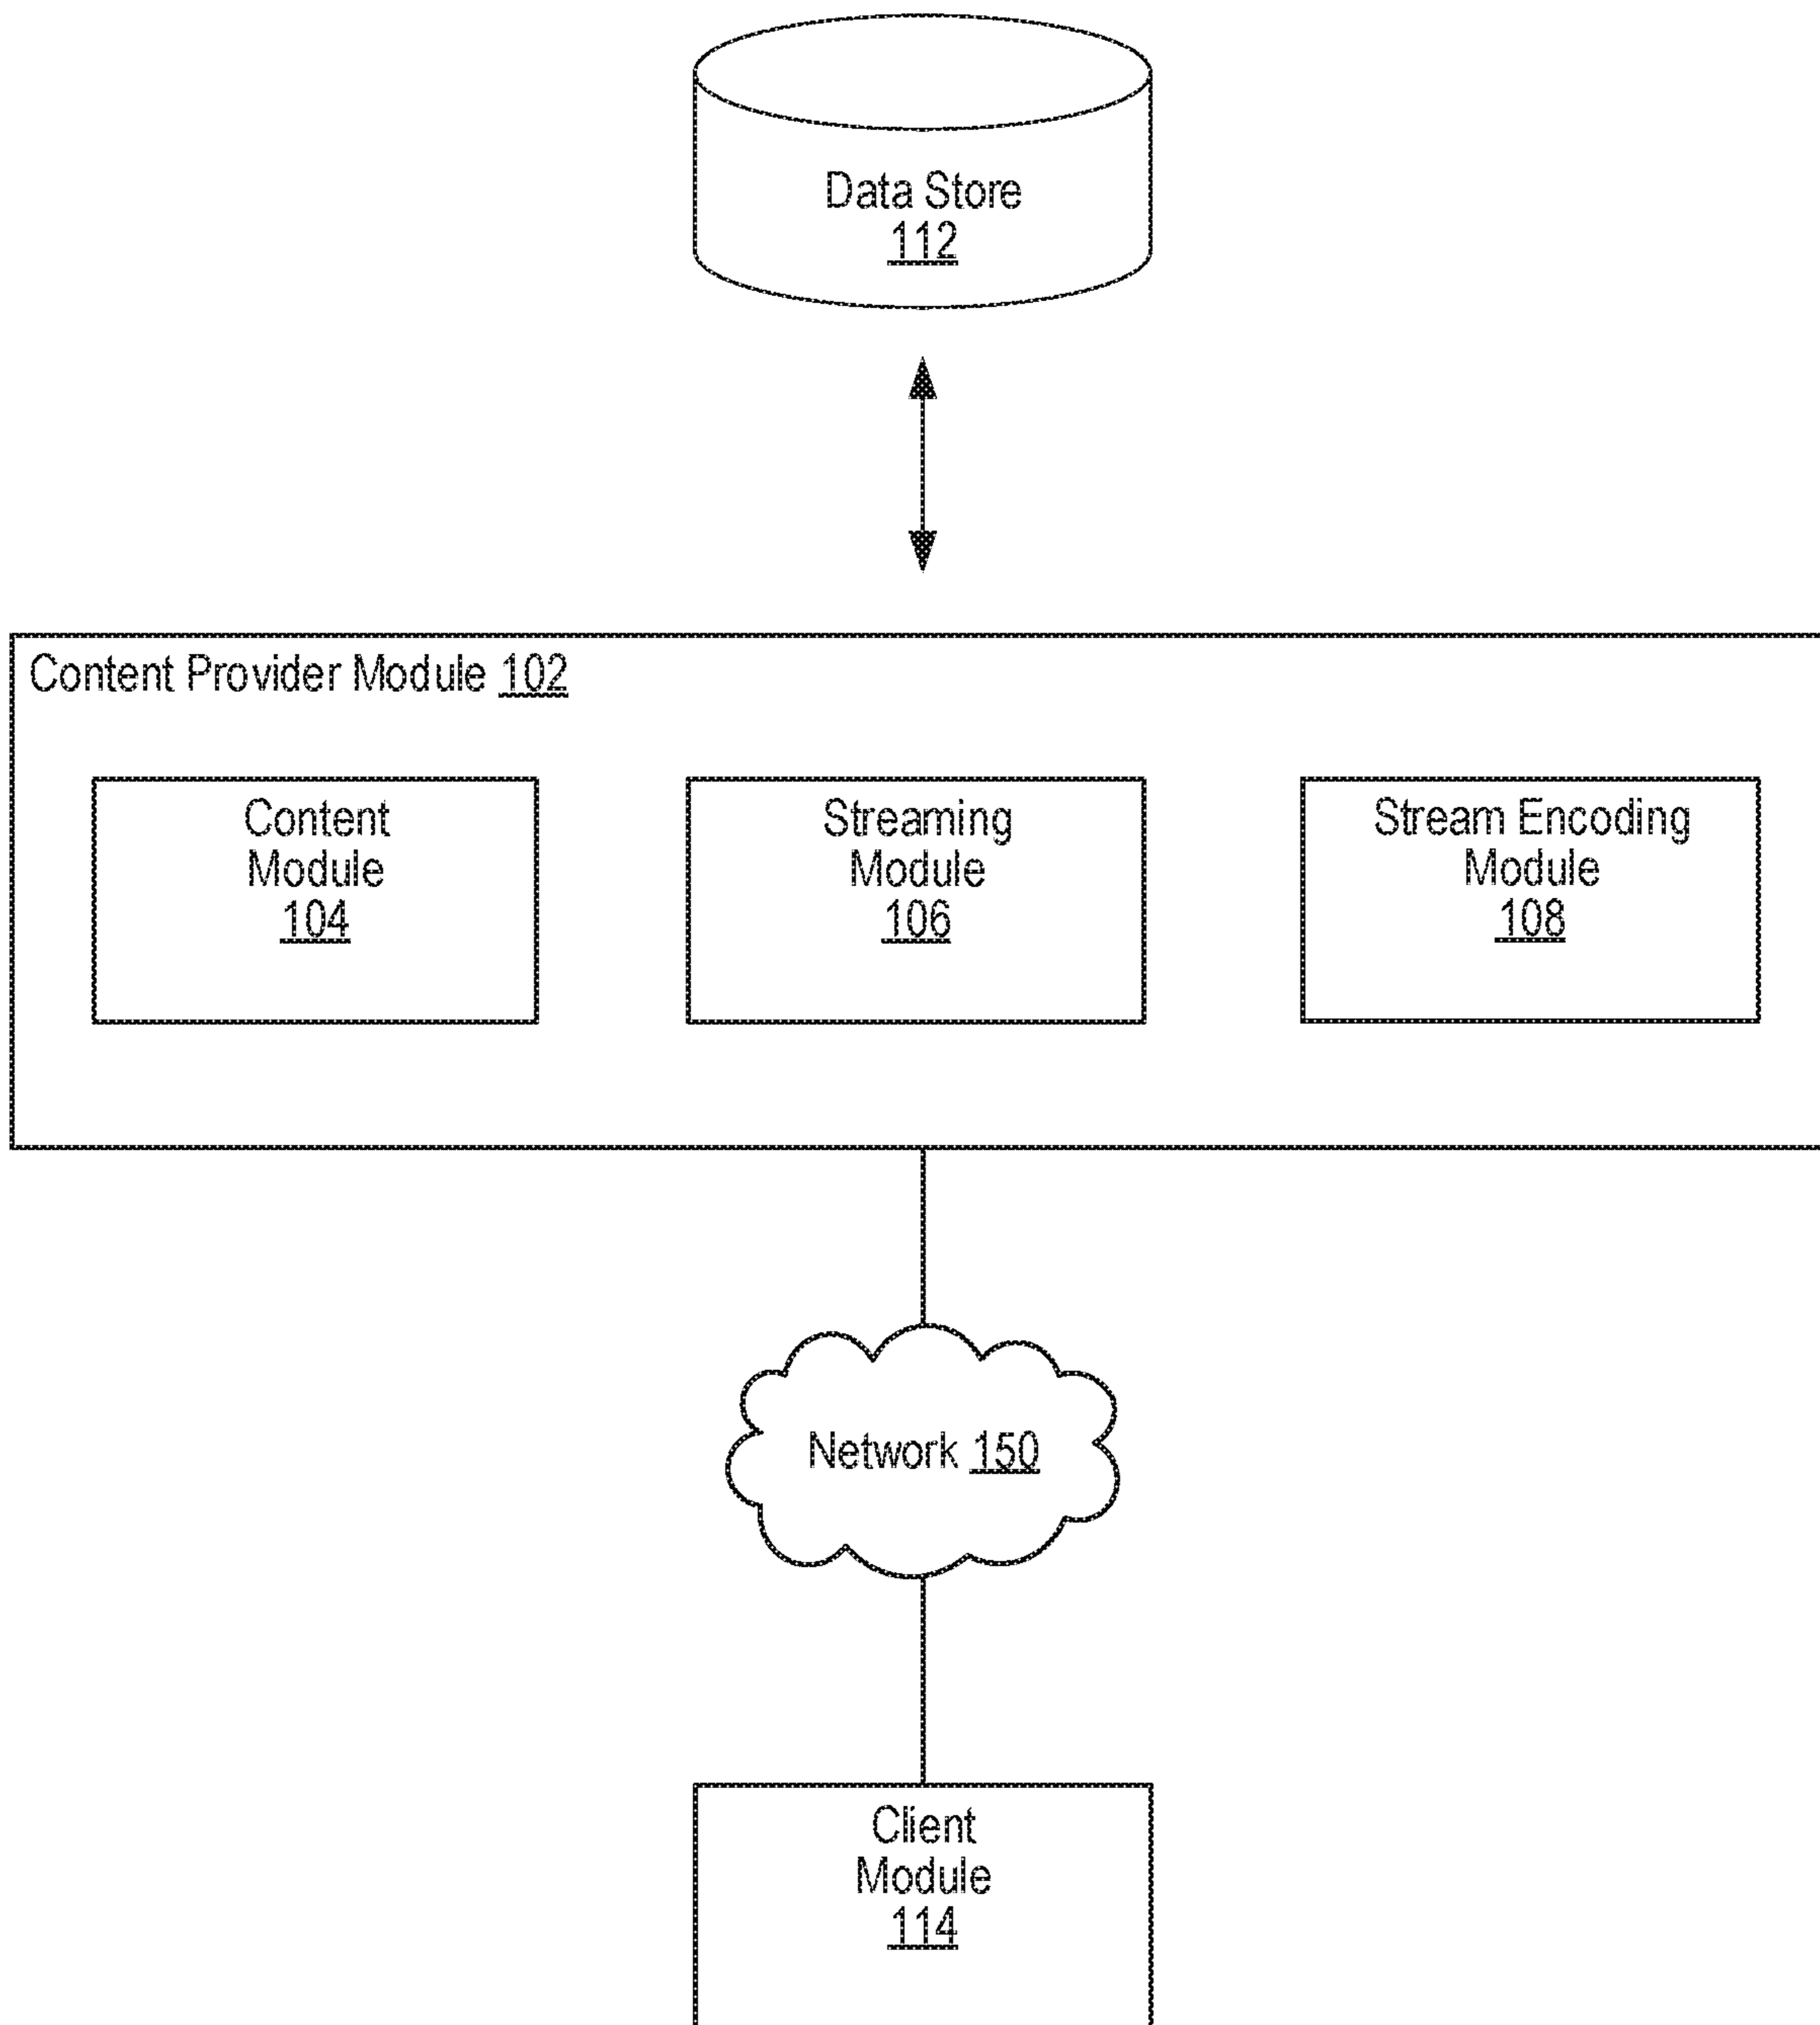 Data Store
112
Content Provider Module 102
Content
Module
104
Streaming
Module
106
Stream Encoding
Module
108
Network 150
Client
Module
114